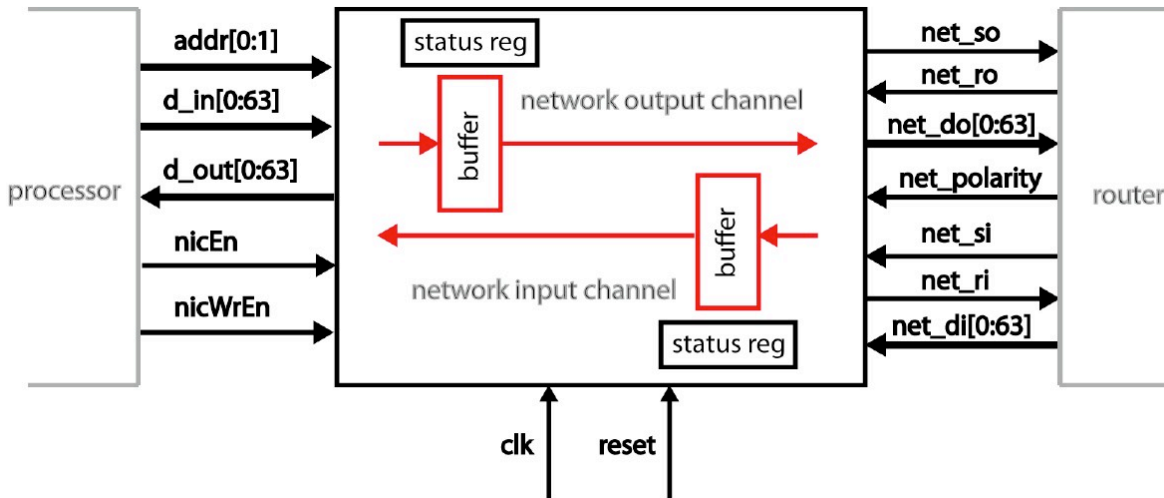 processor
addr[0:1]
d_in[0:63]
d_out[0:63]
nicEn
nicWrEn
status reg
buffer
network output channel
buffer
network input channel
status reg
net_so
net_ro
net_do[0:63]
net_polarity
net_si
net_ri
net_di[0:63]
router
clk
reset